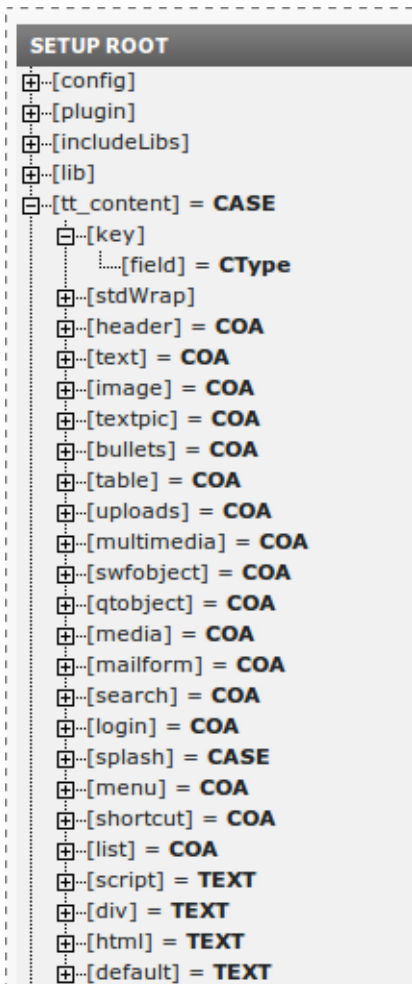 SETUP ROOT
[config]
[plugin]
[includeLibs]
[lib]
[tt_content] = CASE
[key]
[field] = CType
[stdWrap]
[header] = COA
[text] = COA
[image] = COA
[textpic] = COA
[bullets] = COA
[table] = COA
[uploads] = COA
[multimedia] = COA
[swfobject] = COA
[qtobject] = COA
[media] = COA
[mailform] = COA
[search] = COA
[login] = COA
[splash] = CASE
[menu] = COA
[shortcut] = COA
[list] = COA
[script] = TEXT
[div] = TEXT
[html] = TEXT
[default] = TEXT